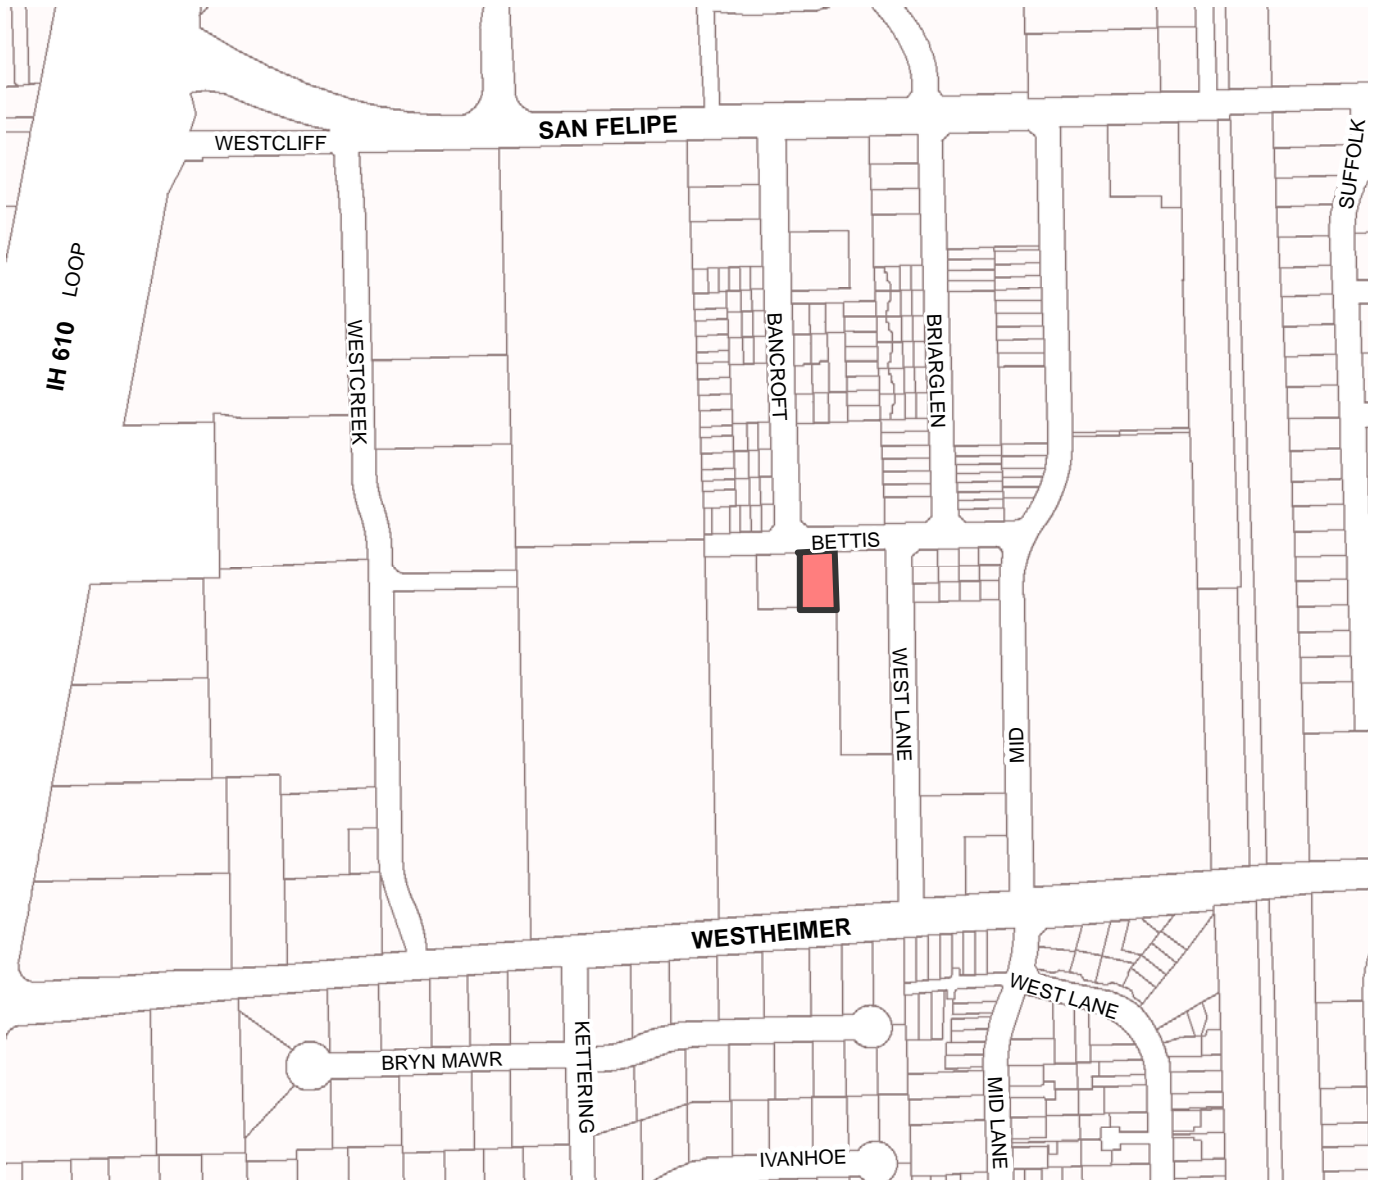 SAN FELIPE
WESTCLIFF
SUFFOLK
LOOP
IH 610
WESTCREEK
BANCROFT
BRIARGLEN
BETTIS
WEST LANE
MID
WESTHEIMER
WEST LANE
KETTERING
BRYN MAWR
MID LANE
IVANHOE